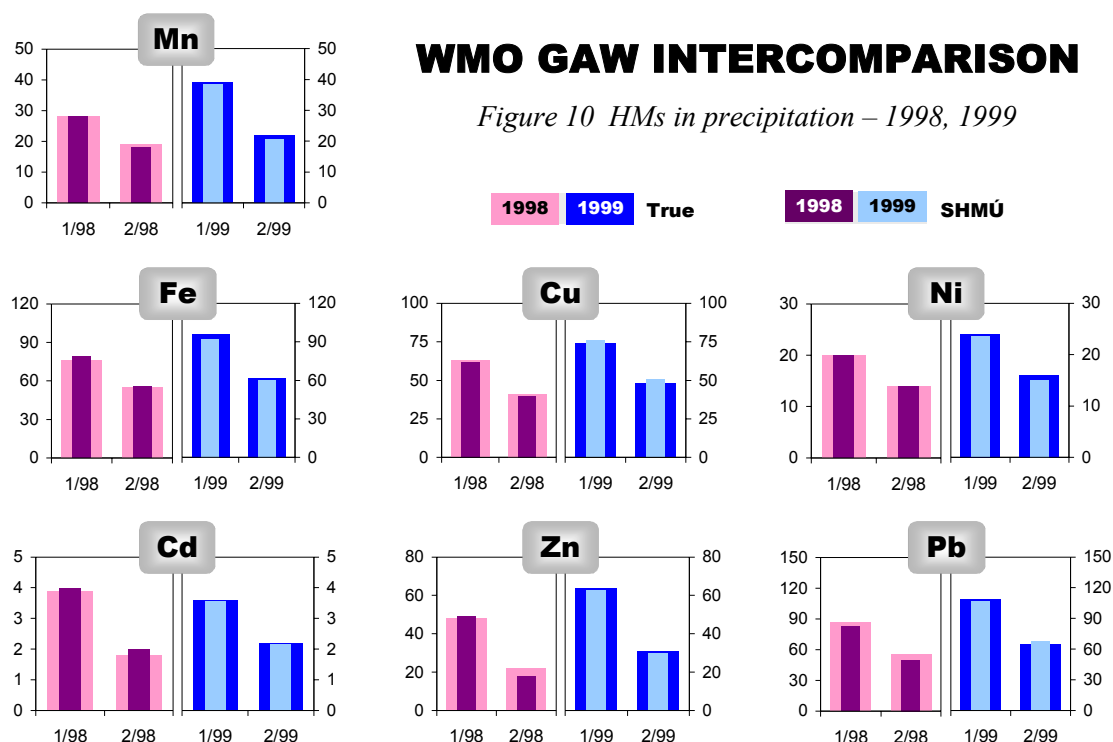 WMO GAW INTERCOMPARISON
Figure 10 HMs in precipitation – 1998, 1999
1998 1999 True 1998 1999 SHMÚ
Mn
50 50
40 40
30 30
20 20
10 10
0 0
1/98 2/98 1/99 2/99
Fe
120 120
90 90
60 60
30 30
0 0
1/98 2/98 1/99 2/99
Cu
100 100
75 75
50 50
25 25
0 0
1/98 2/98 1/99 2/99
Ni
30 30
20 20
10 10
0 0
1/98 2/98 1/99 2/99
Cd
5 5
4 4
3 3
2 2
1 1
0 0
1/98 2/98 1/99 2/99
Zn
80 80
60 60
40 40
20 20
0 0
1/98 2/98 1/99 2/99
Pb
150 150
120 120
90 90
60 60
30 30
0 0
1/98 2/98 1/99 2/99